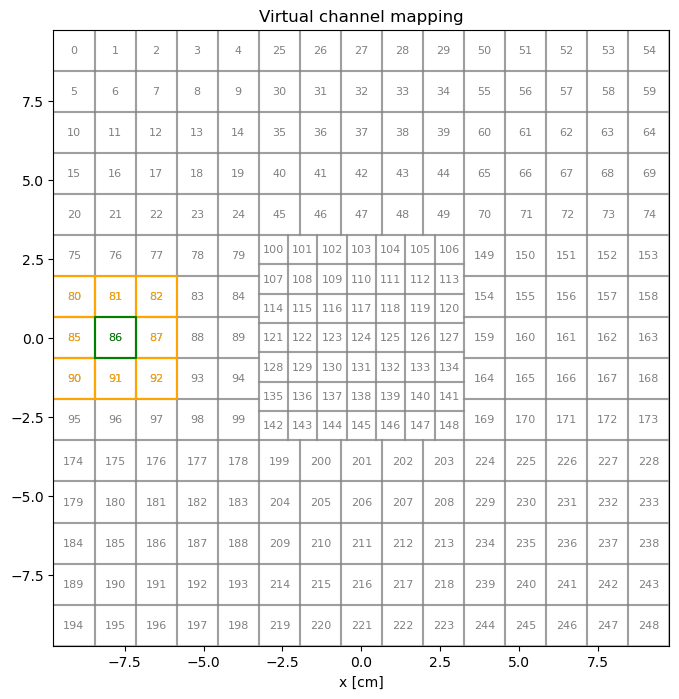 Virtual channel mapping
0 1 2 3 4 25 26 27 28 29 50 51 52 53 54
7.5
5 6 7 8 9 30 31 32 33 34 55 56 57 58 59
10 11 12 13 14 35 36 37 38 39 60 61 62 63 64
5.0
15 16 17 18 19 40 41 42 43 44 65 66 67 68 69
20 21 22 23 24 45 46 47 48 49 70 71 72 73 74
2.5
75 76 77 78 79 100 101 102 103 104 105 106 149 150 151 152 153
107 108 109 110 111 112 113
80 81 82 83 84 154 155 156 157 158
114 115 116 117 118 119 120
0.0
85 86 87 88 89 121 122 123 124 125 126 127 159 160 161 162 163
128 129 130 131 132 133 134
90 91 92 93 94 164 165 166 167 168
135 136 137 138 139 140 141
−2.5
95 96 97 98 99 142 143 144 145 146 147 148 169 170 171 172 173
174 175 176 177 178 199 200 201 202 203 224 225 226 227 228
−5.0
179 180 181 182 183 204 205 206 207 208 229 230 231 232 233
184 185 186 187 188 209 210 211 212 213 234 235 236 237 238
−7.5
189 190 191 192 193 214 215 216 217 218 239 240 241 242 243
194 195 196 197 198 219 220 221 222 223 244 245 246 247 248
−7.5 −5.0 −2.5 0.0 2.5 5.0 7.5
x [cm]